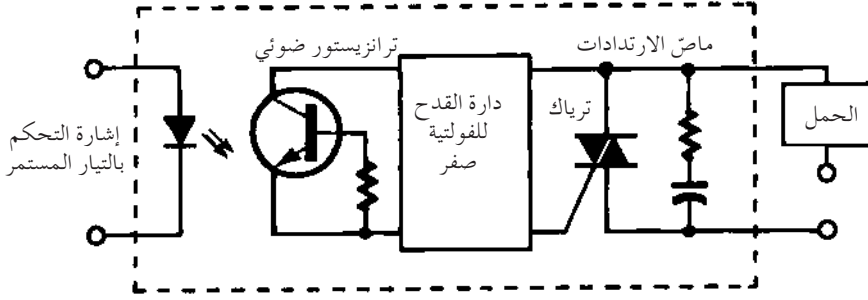 ماصّ الارتدادات
ترانزيستور ضوئي
الحمل
ترياك
دارة القدح
للفولتية
صفر
إشارة التحكم
بالتيار المستمر